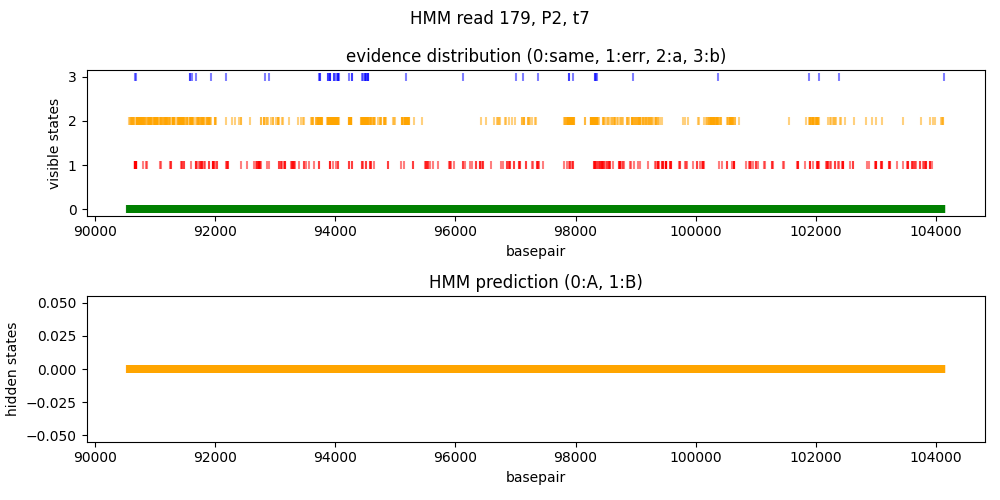 HMM read 179, P2, t7
evidence distribution (0:same, 1:err, 2:a, 3:b)
3
2
1
0
visible states
90000 92000 94000 96000 98000 100000 102000 104000
basepair
HMM prediction (0:A, 1:B)
0.050
0.025
0.000
-0.025
-0.050
hidden states
90000 92000 94000 96000 98000 100000 102000 104000
basepair